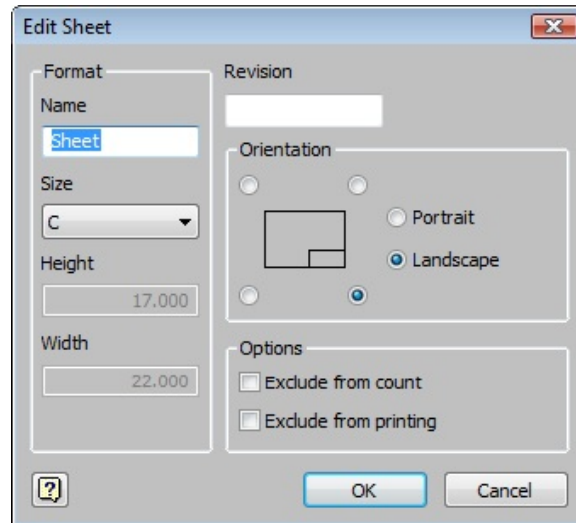 Edit Sheet
Format
Name
Sheet
Size
C
Height
17.000
Width
22.000
Revision
Orientation
Portrait
Landscape
Options
Exclude from count
Exclude from printing
?
OK
Cancel